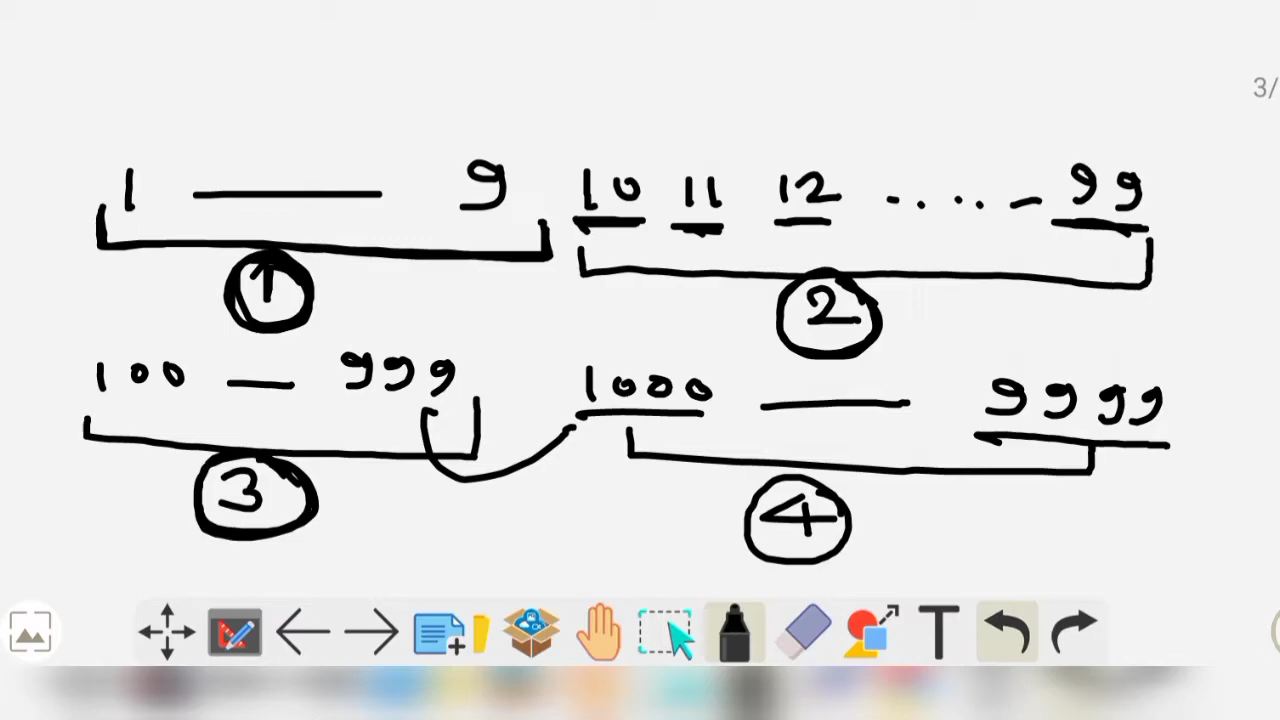 3/
1 — 9 10 11 12 ..... - 99
1 2
100 — 999 1000 — 9999
3 4
T